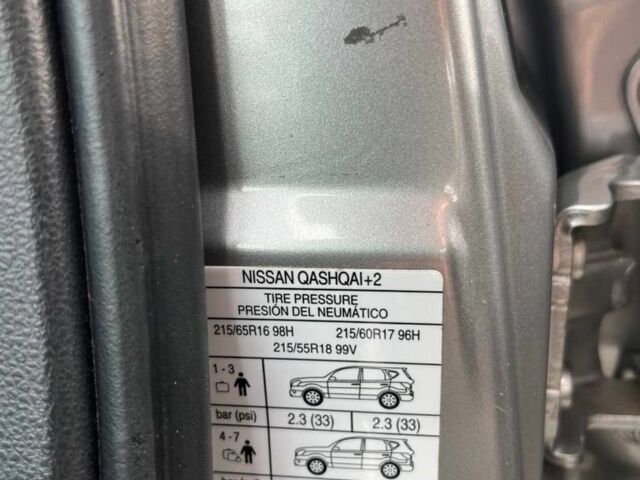 NISSAN QASHQAI+2
TIRE PRESSURE
PRESIÓN DEL NEUMÁTICO
215/65R16 98H 215/60R17 96H
215/55R18 99V
1 - 3
bar (psi) 2.3 (33) 2.3 (33)
4 - 7